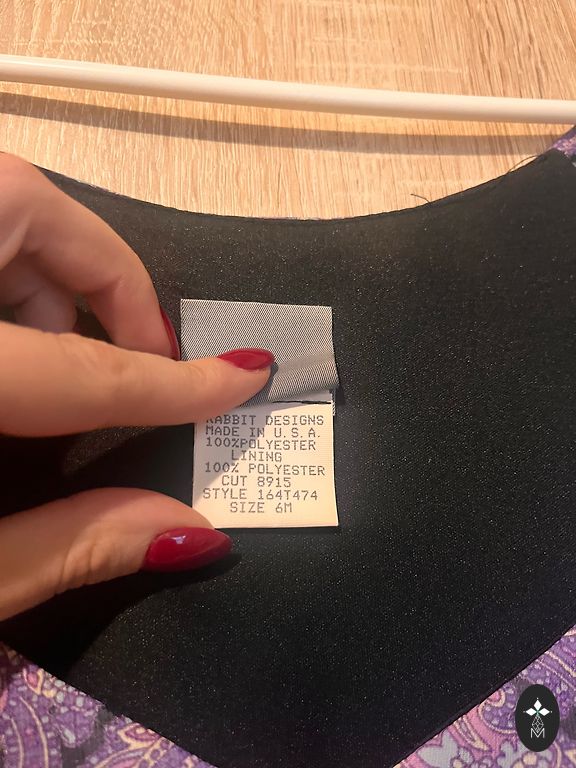 RABBIT DESIGNS
MADE IN U.S.A.
100%POLYESTER
LINING
100% POLYESTER
CUT 8915
STYLE 164T474
SIZE 6M
M